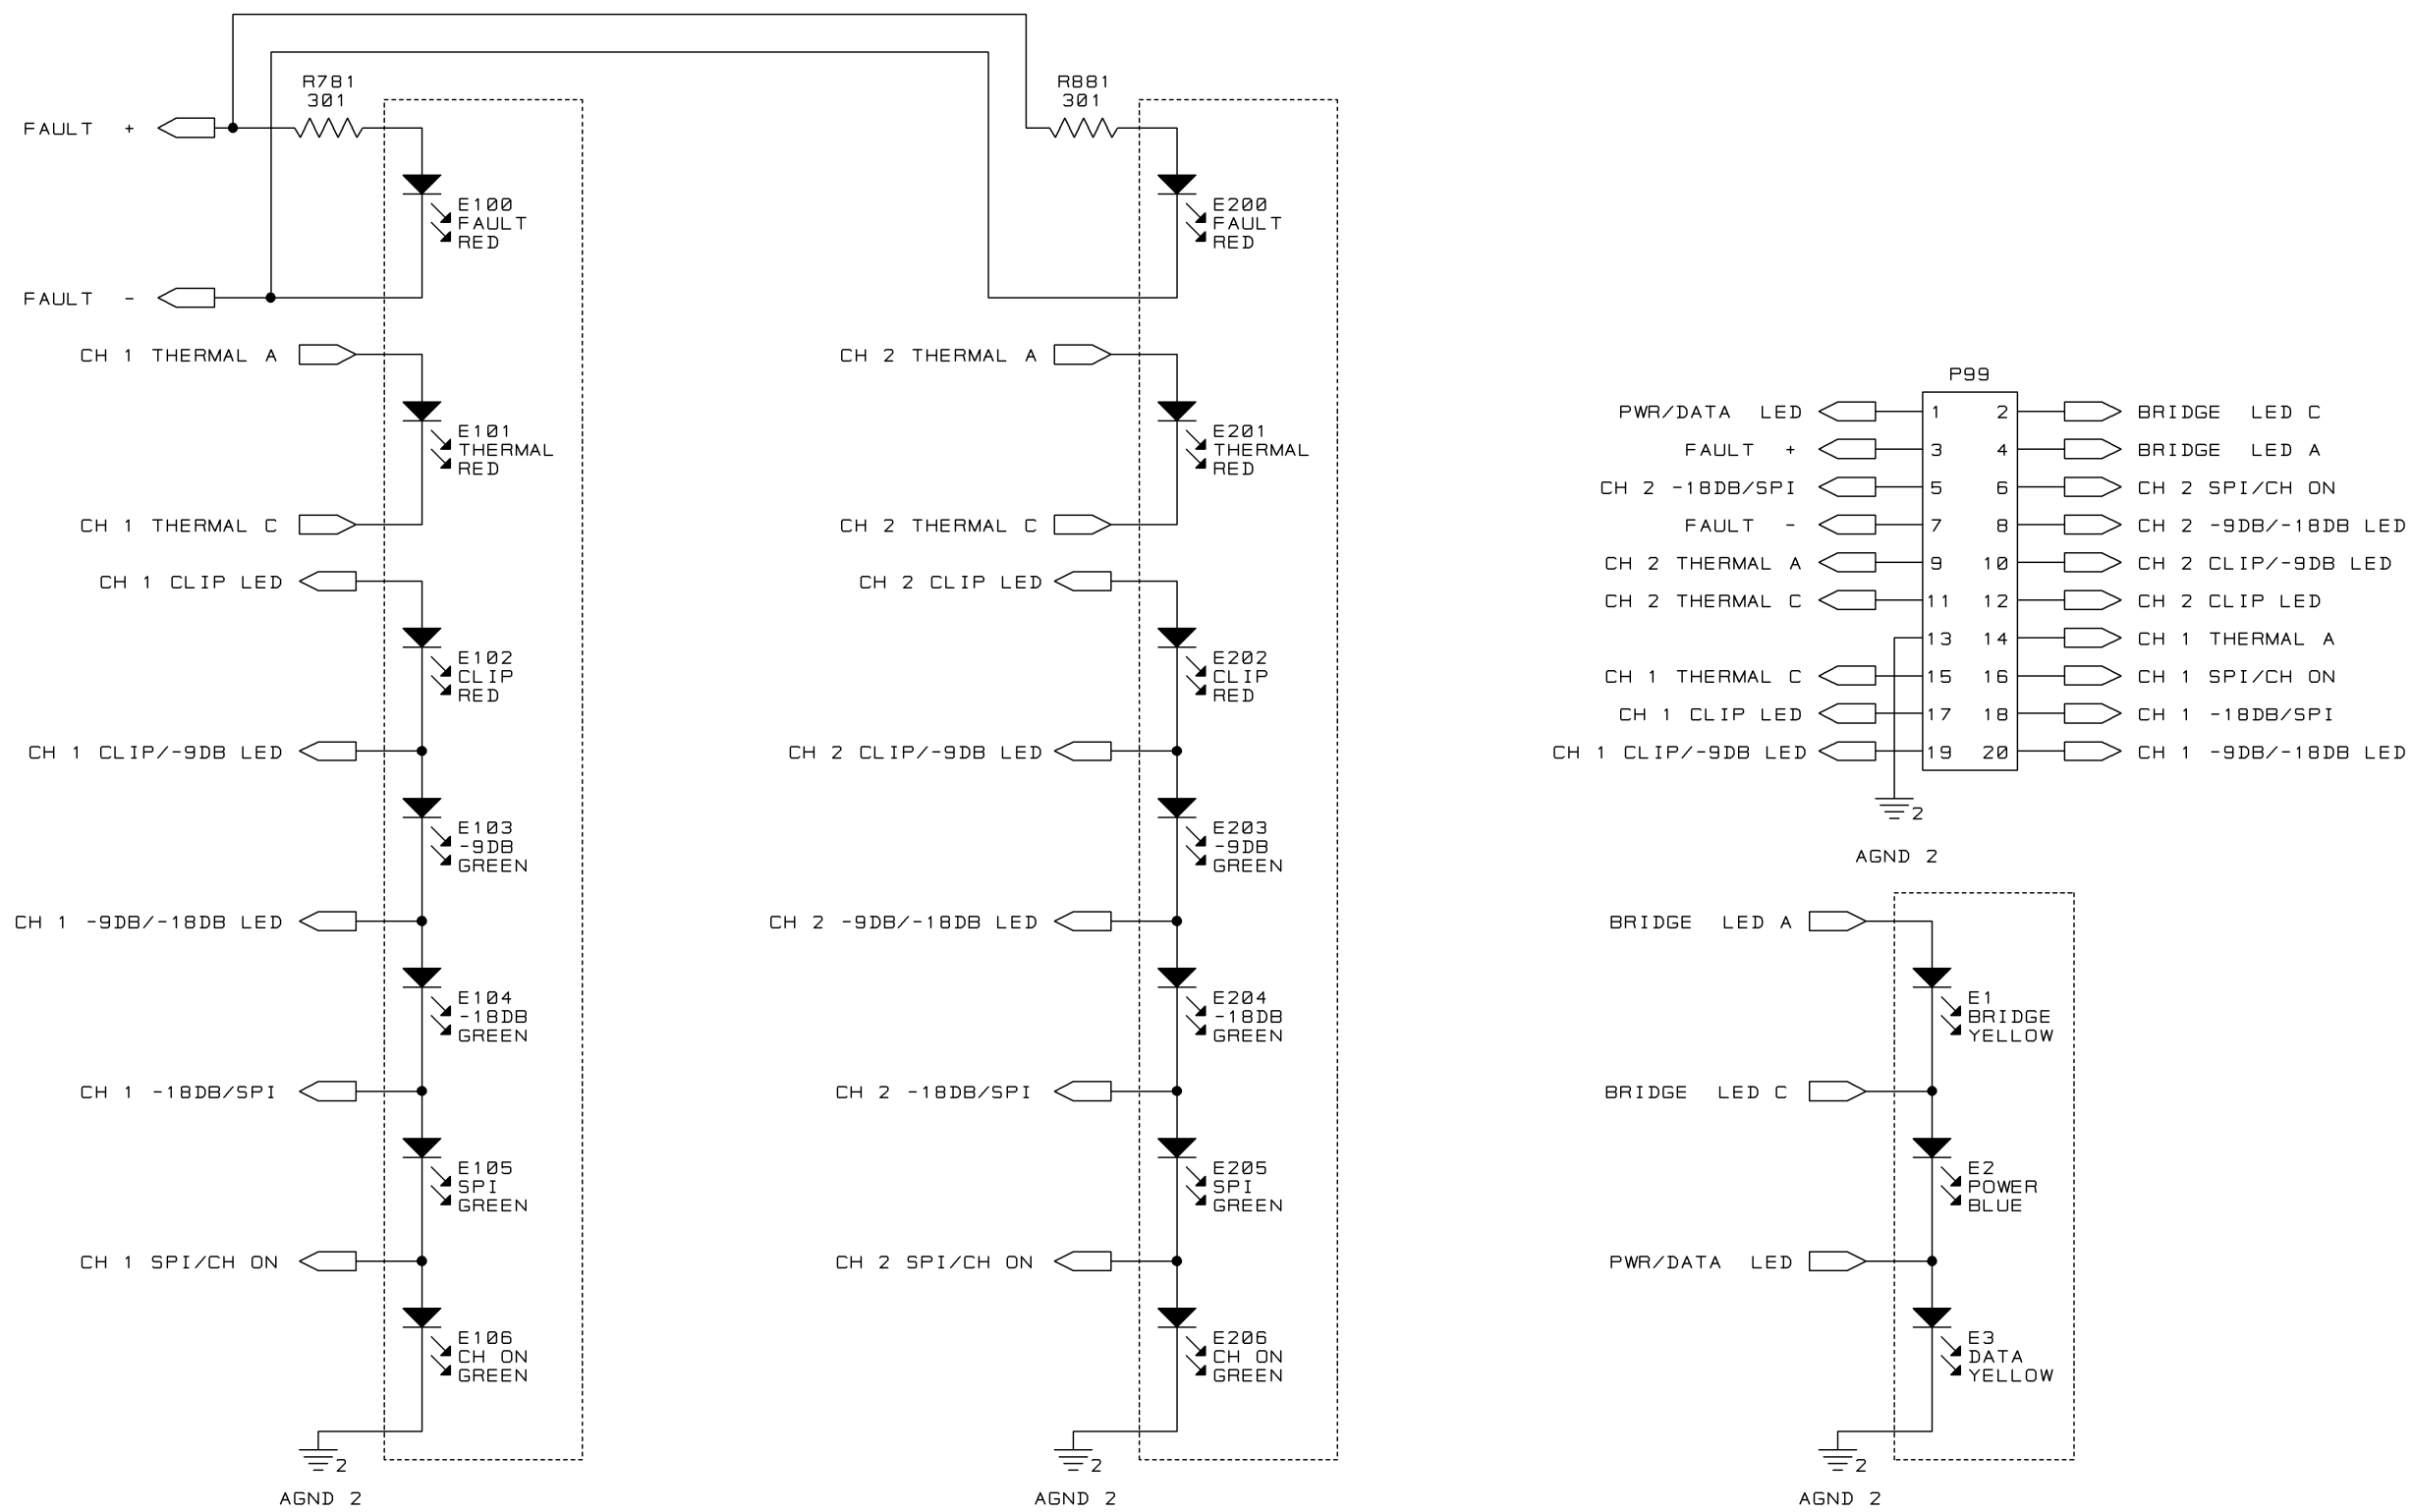 R781
301
FAULT +
E100
FAULT
RED
FAULT -
CH 1 THERMAL A
E101
THERMAL
RED
CH 1 THERMAL C
CH 1 CLIP LED
E102
CLIP
RED
CH 1 CLIP/-9DB LED
E103
-9DB
GREEN
CH 1 -9DB/-18DB LED
E104
-18DB
GREEN
CH 1 -18DB/SPI
E105
SPI
GREEN
CH 1 SPI/CH ON
E106
CH ON
GREEN
2
AGND 2
R881
301
E200
FAULT
RED
CH 2 THERMAL A
E201
THERMAL
RED
CH 2 THERMAL C
CH 2 CLIP LED
E202
CLIP
RED
CH 2 CLIP/-9DB LED
E203
-9DB
GREEN
CH 2 -9DB/-18DB LED
E204
-18DB
GREEN
CH 2 -18DB/SPI
E205
SPI
GREEN
CH 2 SPI/CH ON
E206
CH ON
GREEN
2
AGND 2
P99
PWR/DATA LED 1 2 BRIDGE LED C
FAULT + 3 4 BRIDGE LED A
CH 2 -18DB/SPI 5 6 CH 2 SPI/CH ON
FAULT - 7 8 CH 2 -9DB/-18DB LED
CH 2 THERMAL A 9 10 CH 2 CLIP/-9DB LED
CH 2 THERMAL C 11 12 CH 2 CLIP LED
13 14 CH 1 THERMAL A
CH 1 THERMAL C 15 16 CH 1 SPI/CH ON
CH 1 CLIP LED 17 18 CH 1 -18DB/SPI
CH 1 CLIP/-9DB LED 19 20 CH 1 -9DB/-18DB LED
2
AGND 2
BRIDGE LED A
E1
BRIDGE
YELLOW
BRIDGE LED C
E2
POWER
BLUE
PWR/DATA LED
E3
DATA
YELLOW
2
AGND 2